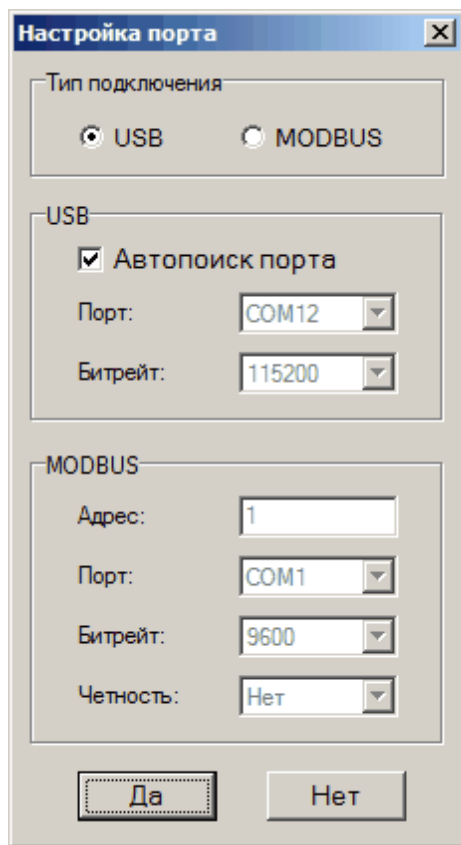 Настройка порта
Тип подключения
USB MODBUS
USB
Автопоиск порта
Порт: COM12
Битрейт: 115200
MODBUS
Адрес: 1
Порт: COM1
Битрейт: 9600
Четность: Нет
Да Нет